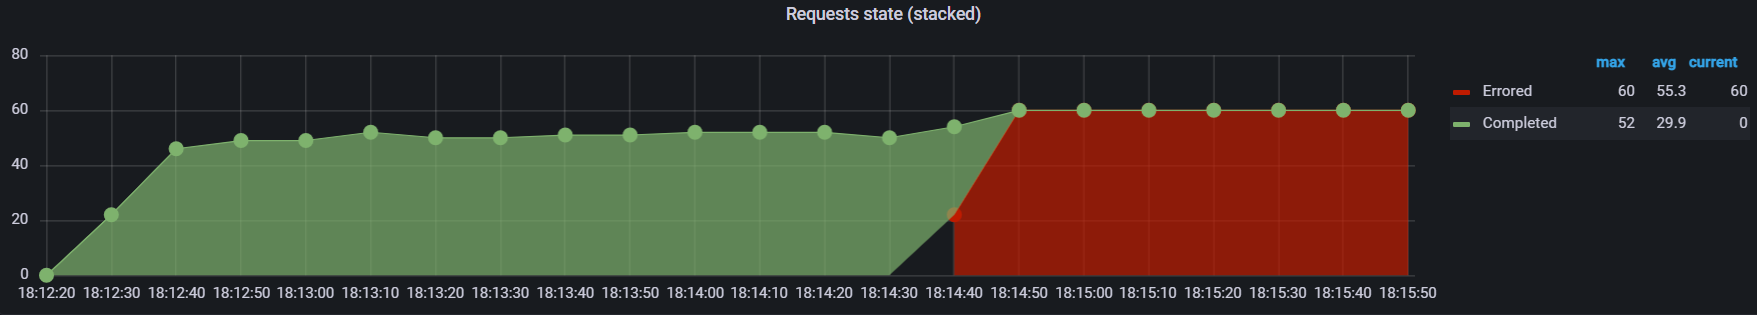 Requests state (stacked)
80
60
40
20
0
18:12:20 18:12:30 18:12:40 18:12:50 18:13:00 18:13:10 18:13:20 18:13:30 18:13:40 18:13:50 18:14:00 18:14:10 18:14:20 18:14:30 18:14:40 18:14:50 18:15:00 18:15:10 18:15:20 18:15:30 18:15:40 18:15:50
max avg current
Errored 60 55.3 60
Completed 52 29.9 0